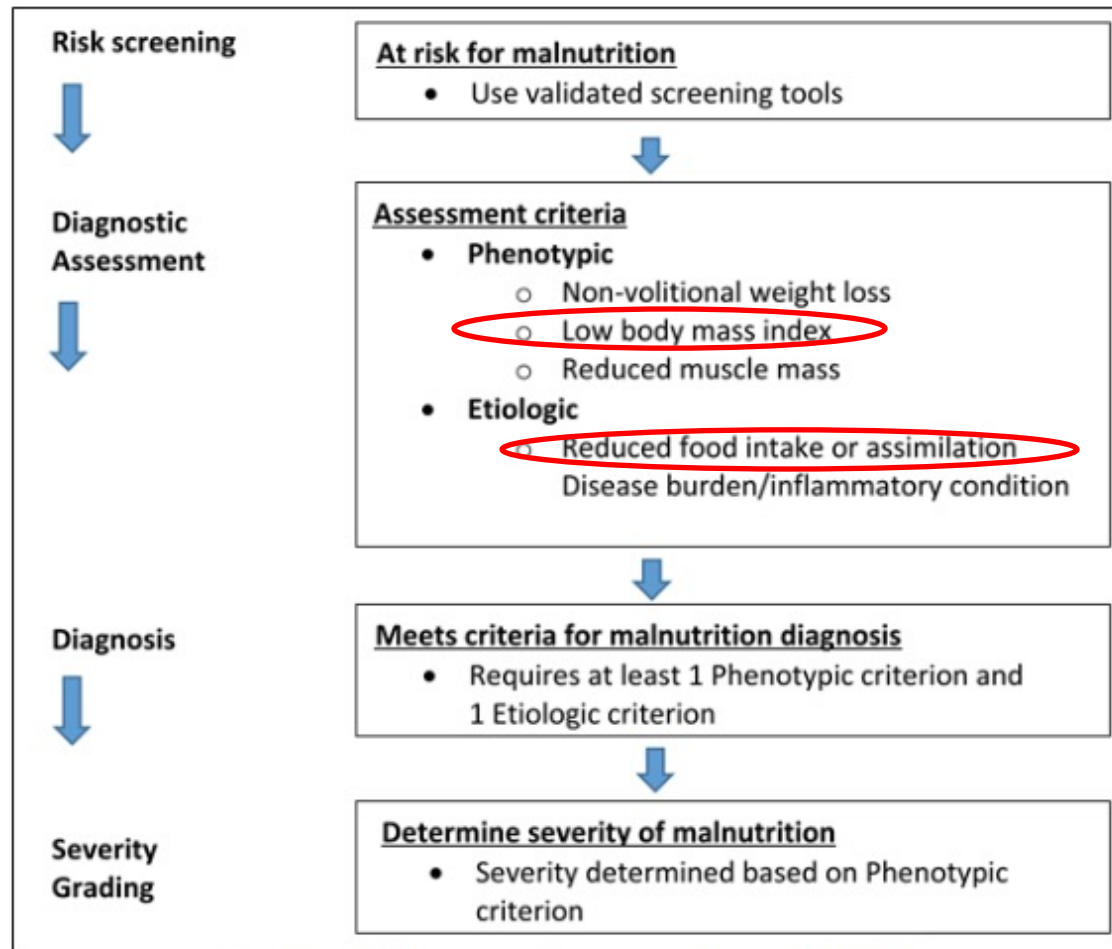 Risk screening
At risk for malnutrition
• Use validated screening tools
Diagnostic
Assessment
Assessment criteria
• Phenotypic
○ Non-volitional weight loss
○ Low body mass index
○ Reduced muscle mass
• Etiologic
○ Reduced food intake or assimilation
Disease burden/inflammatory condition
Diagnosis
Meets criteria for malnutrition diagnosis
• Requires at least 1 Phenotypic criterion and
1 Etiologic criterion
Severity
Grading
Determine severity of malnutrition
• Severity determined based on Phenotypic
criterion